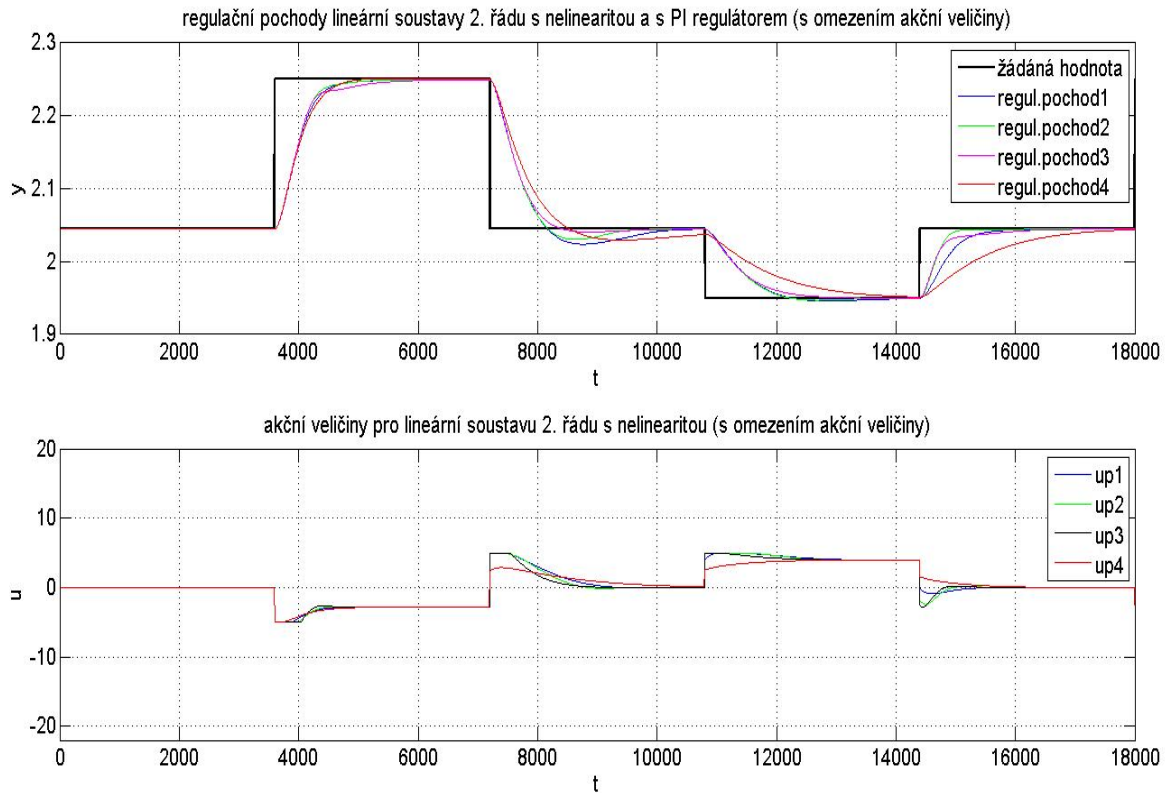 regulační pochody lineární soustavy 2. řádu s nelinearitou a s PI regulátorem (s omezením akční veličiny)
2.3
2.2
2.1
2
1.9
y
žádáná hodnota
regul.pochod1
regul.pochod2
regul.pochod3
regul.pochod4
0 2000 4000 6000 8000 10000 12000 14000 16000 18000
t
akční veličiny pro lineární soustavu 2. řádu s nelinearitou (s omezením akční veličiny)
20
10
0
-10
-20
u
up1
up2
up3
up4
0 2000 4000 6000 8000 10000 12000 14000 16000 18000
t